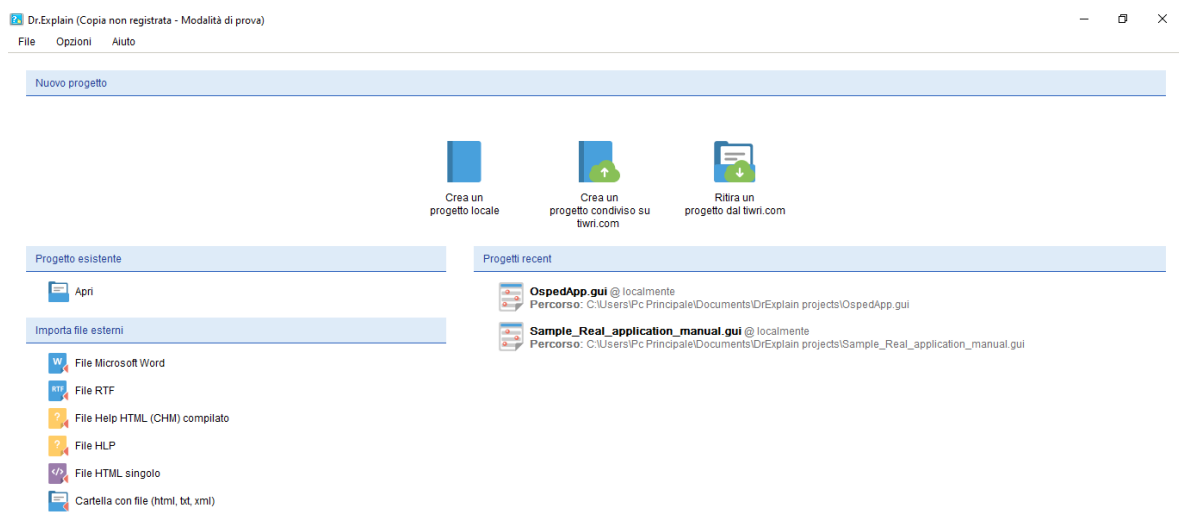 Dr.Explain (Copia non registrata - Modalità di prova)
File Opzioni Aiuto
Nuovo progetto
Crea un
progetto locale
Crea un
progetto condiviso su
tiwri.com
Ritira un
progetto dal tiwri.com
Progetto esistente
Apri
Importa file esterni
W File Microsoft Word
RTF File RTF
? File Help HTML (CHM) compilato
? File HLP
</> File HTML singolo
Cartella con file (html, txt, xml)
Progetti recent
OspedApp.gui @ localmente
Percorso: C:\Users\Pc Principale\Documents\DrExplain projects\OspedApp.gui
Sample_Real_application_manual.gui @ localmente
Percorso: C:\Users\Pc Principale\Documents\DrExplain projects\Sample_Real_application_manual.gui